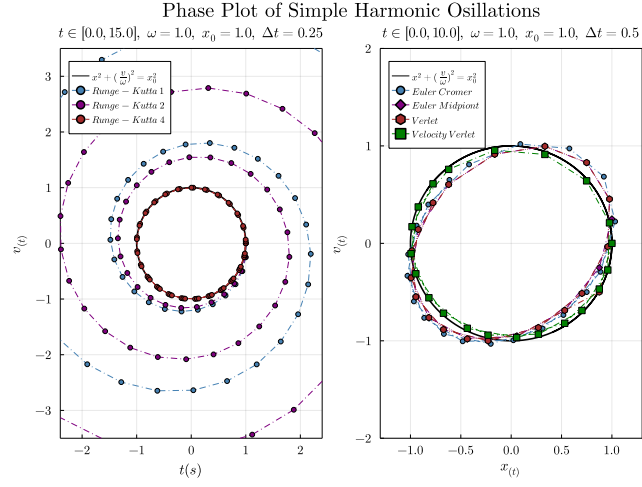 Phase Plot of Simple Harmonic Osillations
t ∈ [0.0, 15.0], ω = 1.0, x₀ = 1.0, Δt = 0.25
t ∈ [0.0, 10.0], ω = 1.0, x₀ = 1.0, Δt = 0.5
x² + (v/ω)² = x₀²
Runge − Kutta 1
Runge − Kutta 2
Runge − Kutta 4
3
2
1
0
−1
−2
−3
v₍t₎
−2
−1
0
1
2
t(s)
x² + (v/ω)² = x₀²
Euler Cromer
Euler Midpiont
Verlet
Velocity Verlet
2
1
0
−1
−2
v₍t₎
−1.0
−0.5
0.0
0.5
1.0
x₍t₎